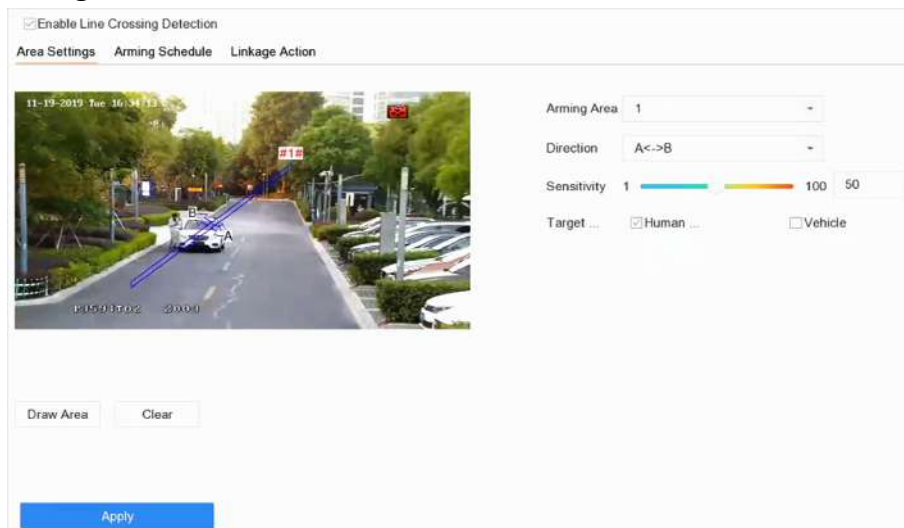 Enable Line Crossing Detection
Area Settings Arming Schedule Linkage Action
11-19-2019 Tue 16:34:13
#1#
B
A
Arming Area 1
Direction A<->B
Sensitivity 1 100 50
Target ... Human ... Vehicle
Draw Area Clear
Apply